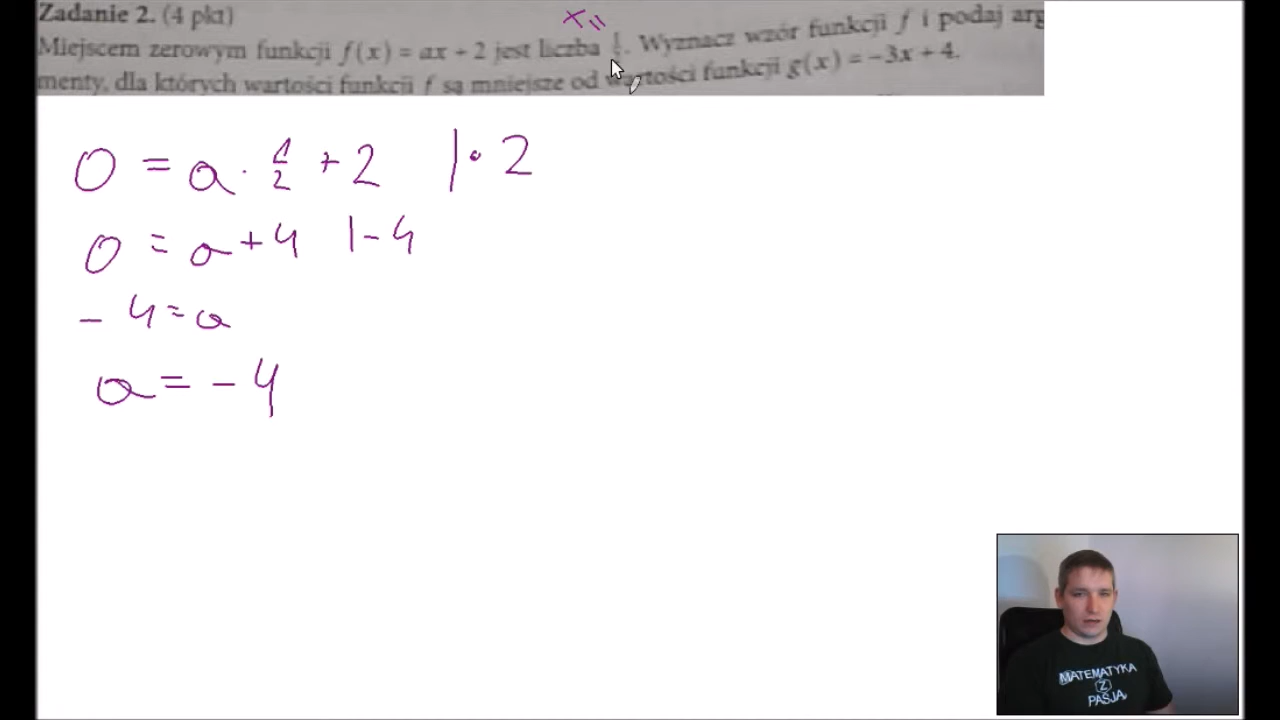 Zadanie 2. (4 pkt)
x =
Miejscem zerowym funkcji f(x) = ax + 2 jest liczba 1/2. Wyznacz wzór funkcji f i podaj arg
menty, dla których wartości funkcji f są mniejsze od wartości funkcji g(x) = −3x + 4.
0 = a · 1/2 + 2 | · 2
0 = a + 4 | - 4
- 4 = a
a = - 4
MATEMATYKA
Z
PASJĄ